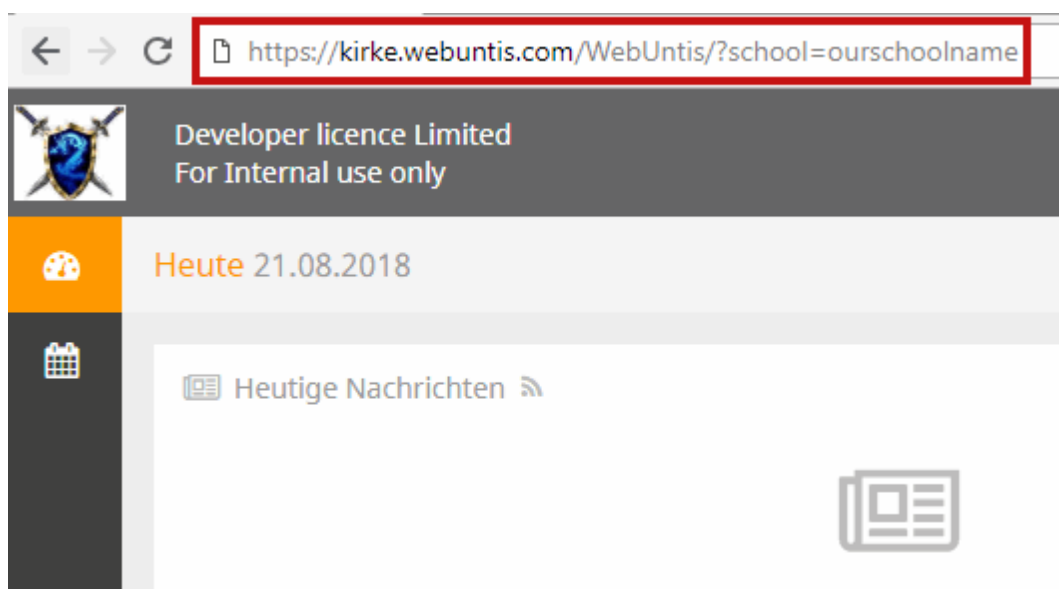 https://kirke.webuntis.com/WebUntis/?school=ourschoolname
Developer licence Limited
For Internal use only
Heute 21.08.2018
Heutige Nachrichten